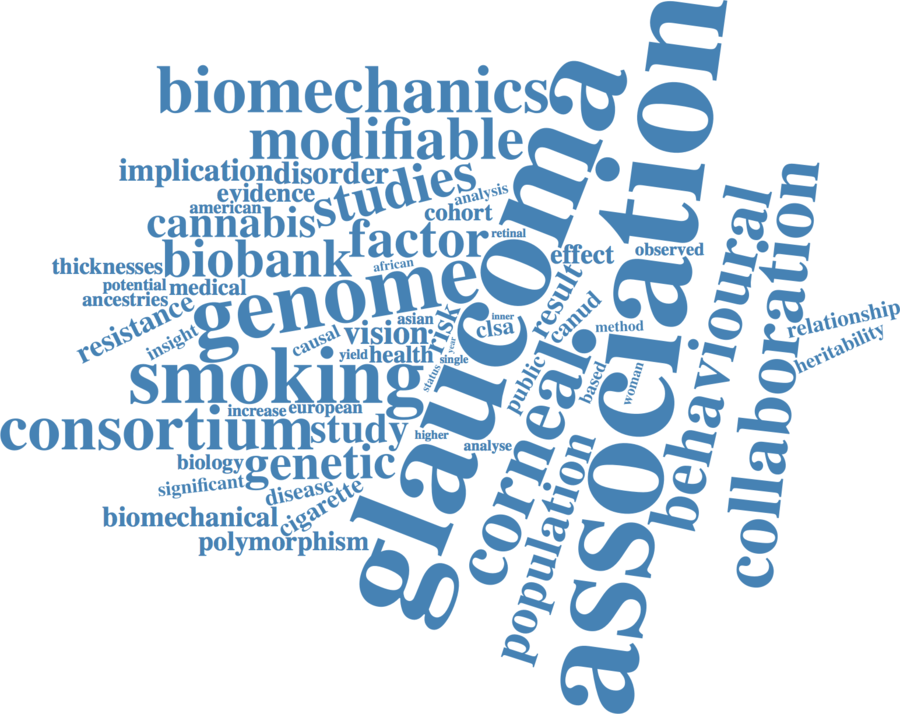 biomechanics
modifiable
implication
disorder
evidence
studies
american
analysis
cannabis
cohort
factor
retinal
biobank
african
thicknesses
potential
medical
ancestries
genome
resistance
insight
causal
asian
vision
risk
inner
clsa
yield
health
year
single
status
smoking
increase
european
consortium
study
higher
analyse
biology
genetic
significant
disease
cigarette
biomechanical
polymorphism
glaucoma
effect
observed
result
canud
method
public
based
woman
corneal
population
association
behavioural
collaboration
relationship
heritability